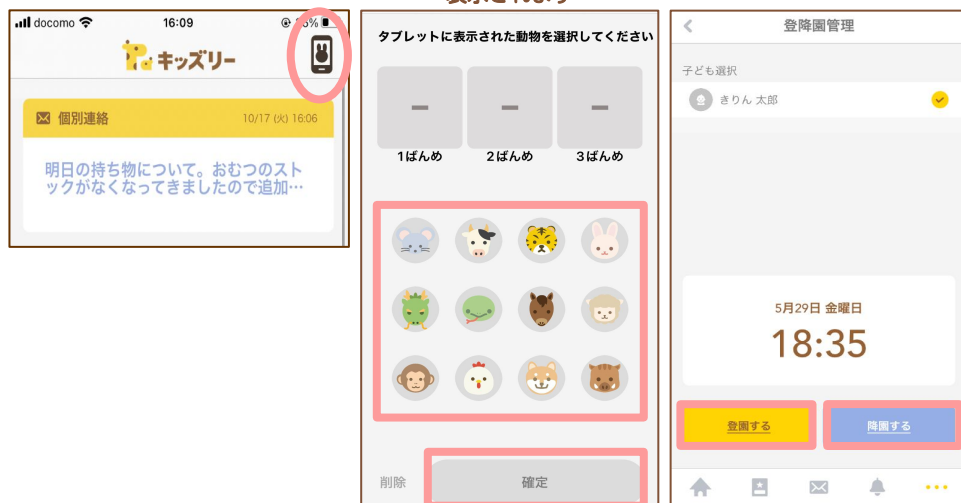 docomo 16:09
キッズリー
個別連絡 10/17 (火) 16:06
明日の持ち物について。おむつのスト
ックがなくなってきましたので追加…
タブレットに表示された動物を選択してください
1ばんめ 2ばんめ 3ばんめ
削除 確定
登降園管理
子ども選択
きりん 太郎
5月29日 金曜日
18:35
登園する 降園する